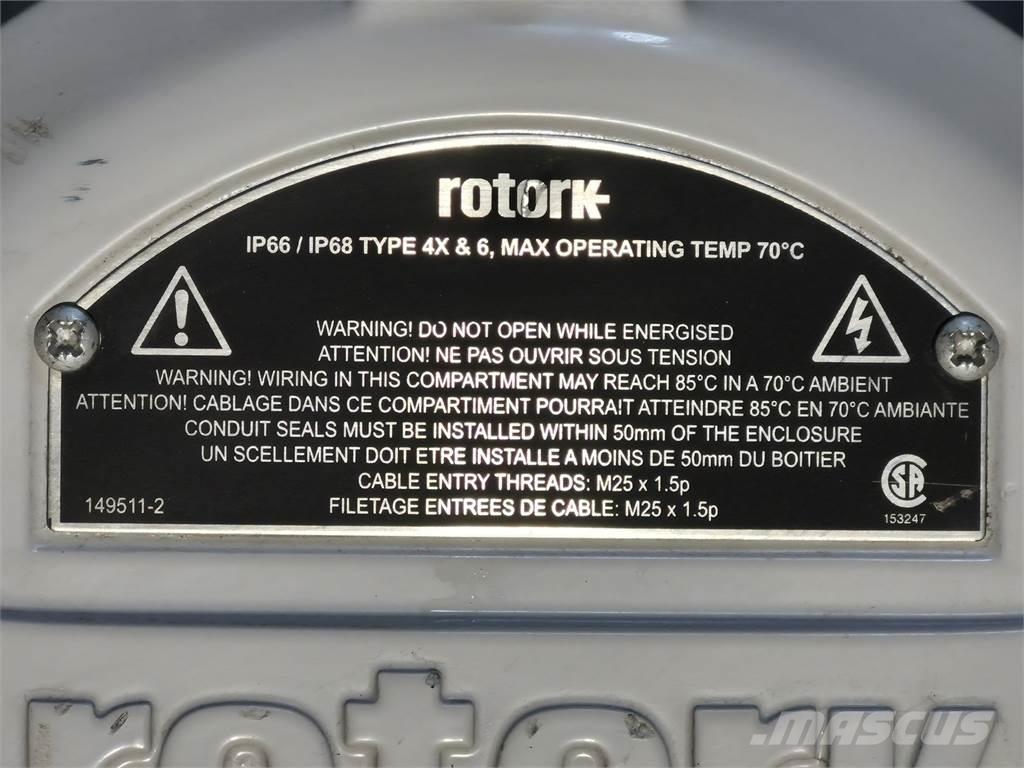 rotork
IP66 / IP68 TYPE 4X & 6, MAX OPERATING TEMP 70°C
WARNING! DO NOT OPEN WHILE ENERGISED
ATTENTION! NE PAS OUVRIR SOUS TENSION
WARNING! WIRING IN THIS COMPARTMENT MAY REACH 85°C IN A 70°C AMBIENT
ATTENTION! CABLAGE DANS CE COMPARTIMENT POURRAIT ATTEINDRE 85°C EN 70°C AMBIANTE
CONDUIT SEALS MUST BE INSTALLED WITHIN 50mm OF THE ENCLOSURE
UN SCELLEMENT DOIT ETRE INSTALLE A MOINS DE 50mm DU BOITIER
CABLE ENTRY THREADS: M25 x 1.5p
FILETAGE ENTREES DE CABLE: M25 x 1.5p
149511-2
CSA
153247
rotork
MASCUS